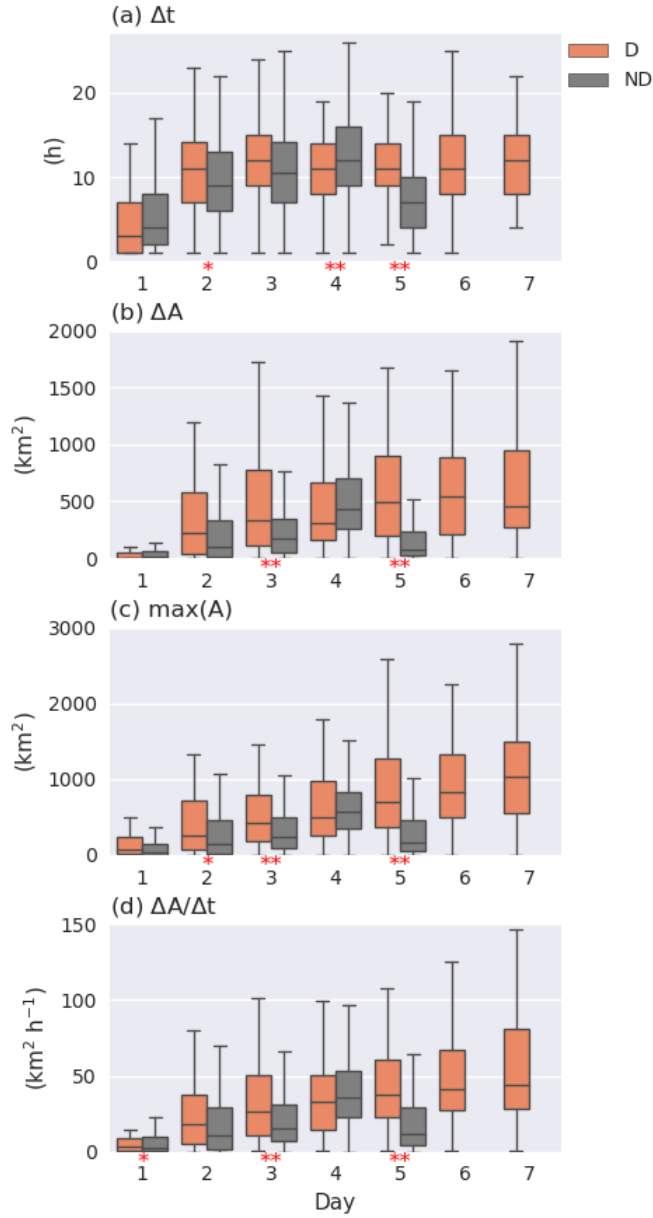 (a) Δt
D
ND
20
10
0
(h)
* ** **
1 2 3 4 5 6 7
(b) ΔA
2000
1500
1000
500
0
(km²)
** **
1 2 3 4 5 6 7
(c) max(A)
3000
2000
1000
0
(km²)
* ** **
1 2 3 4 5 6 7
(d) ΔA/Δt
150
100
50
0
(km² h⁻¹)
* ** **
1 2 3 4 5 6 7
Day